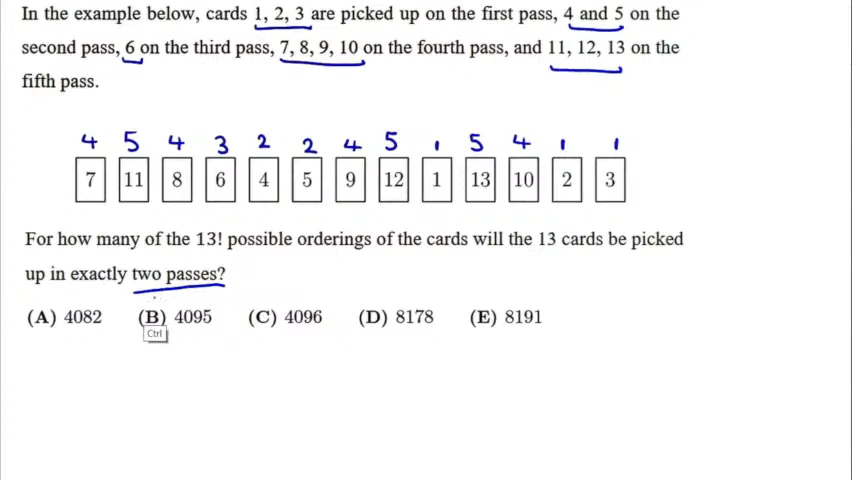 In the example below, cards 1, 2, 3 are picked up on the first pass, 4 and 5 on the
second pass, 6 on the third pass, 7, 8, 9, 10 on the fourth pass, and 11, 12, 13 on the
fifth pass.
4 5 4 3 2 2 4 5 1 5 4 1 1
7 11 8 6 4 5 9 12 1 13 10 2 3
For how many of the 13! possible orderings of the cards will the 13 cards be picked
up in exactly two passes?
(A) 4082 (B) 4095 (C) 4096 (D) 8178 (E) 8191
Ctrl